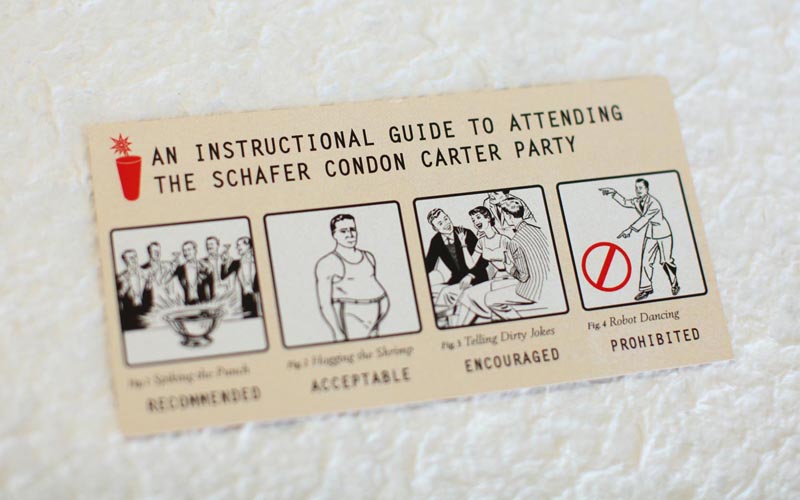 AN INSTRUCTIONAL GUIDE TO ATTENDING
THE SCHAFER CONDON CARTER PARTY
Fig. 1 Spiking the Punch
RECOMMENDED
Fig. 2 Hogging the Shrimp
ACCEPTABLE
Fig. 3 Telling Dirty Jokes
ENCOURAGED
Fig. 4 Robot Dancing
PROHIBITED